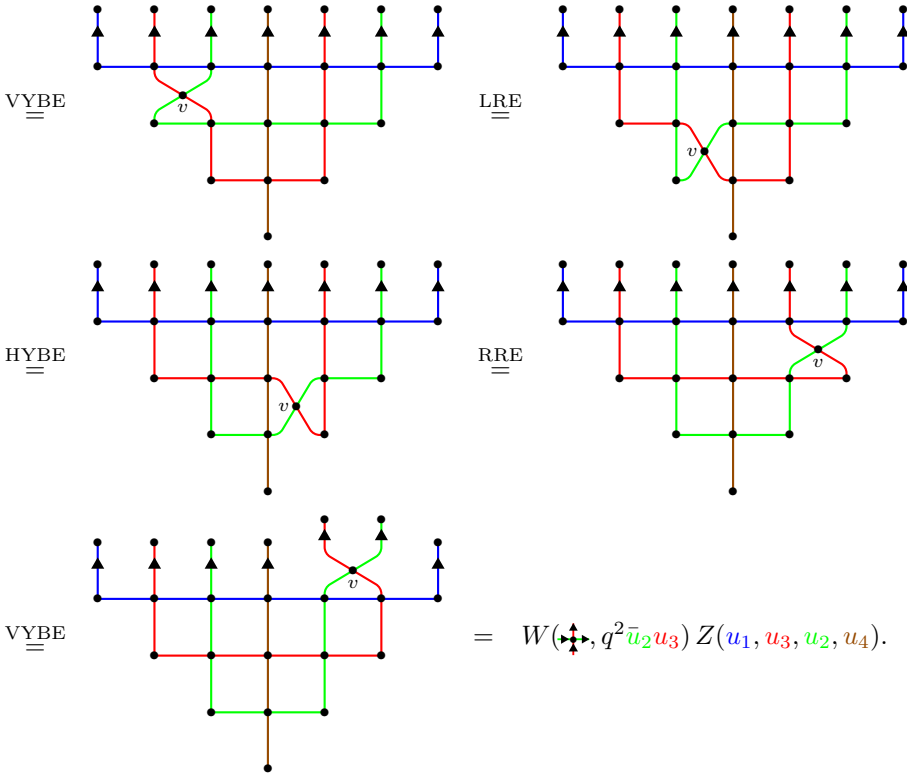 VYBE = v LRE = v
HYBE = v RRE = v
VYBE = v = W( , q²ū₂u₃) Z(u₁, u₃, u₂, u₄).